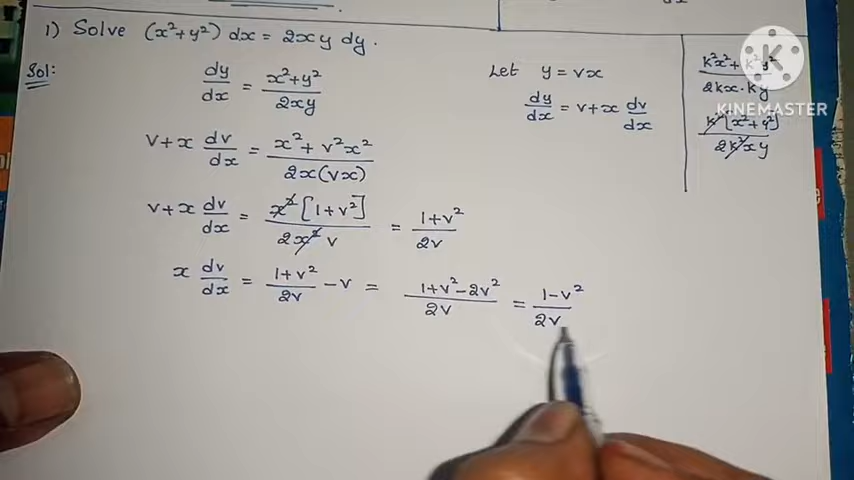 1) Solve (x²+y²) dx = 2xy dy.
Sol:
dy/dx = x²+y²/2xy
Let y = vx
dy/dx = v+x dv/dx
v+x dv/dx = x²+v²x²/2x(vx)
v+x dv/dx = x²[1+v²]/2x²v = 1+v²/2v
x dv/dx = 1+v²/2v - v = 1+v²-2v²/2v = 1-v²/2v
k²x²+k²y²/2kx·ky
k²[x²+y²]/2k²xy
KINEMASTER